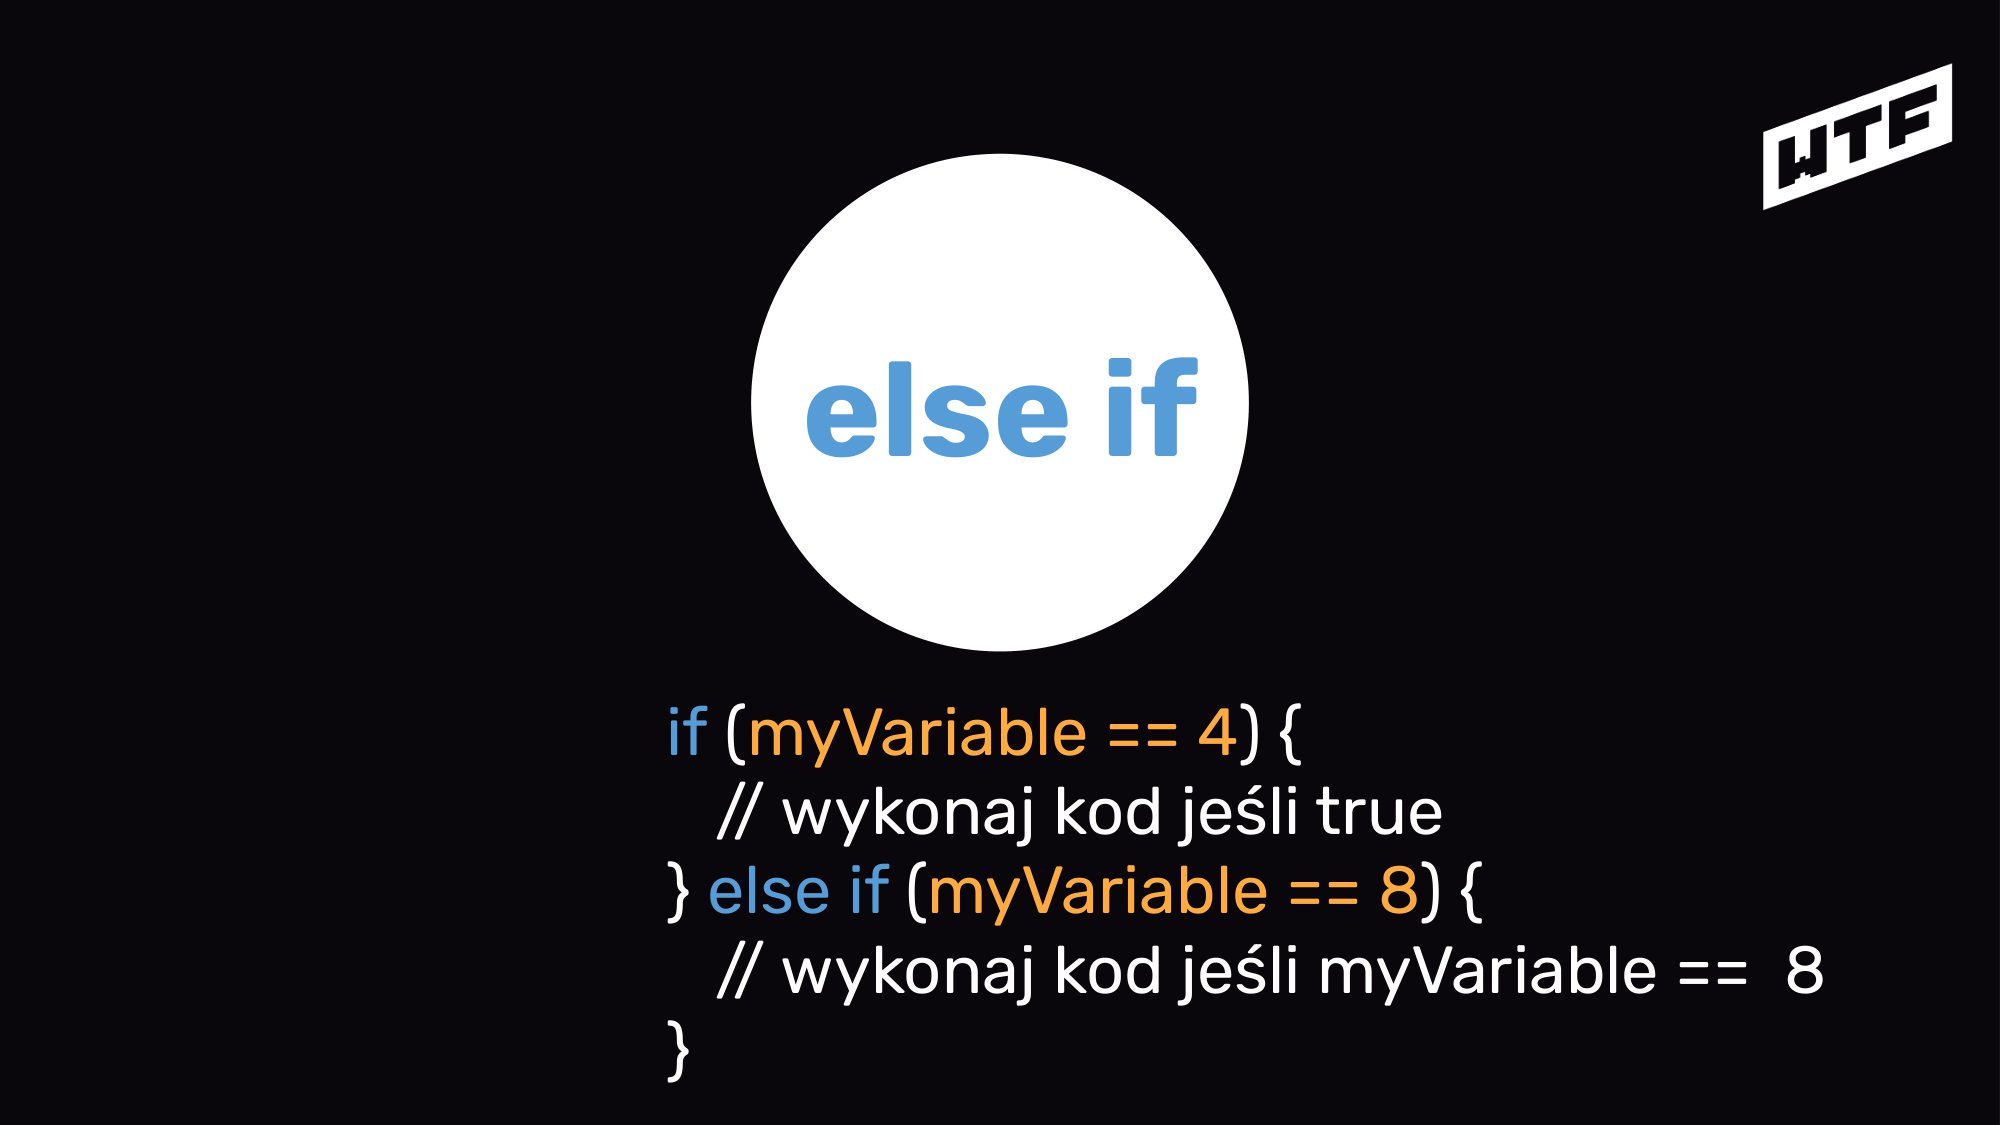 WTF
else if
if (myVariable == 4) {
// wykonaj kod jeśli true
} else if (myVariable == 8) {
// wykonaj kod jeśli myVariable == 8
}